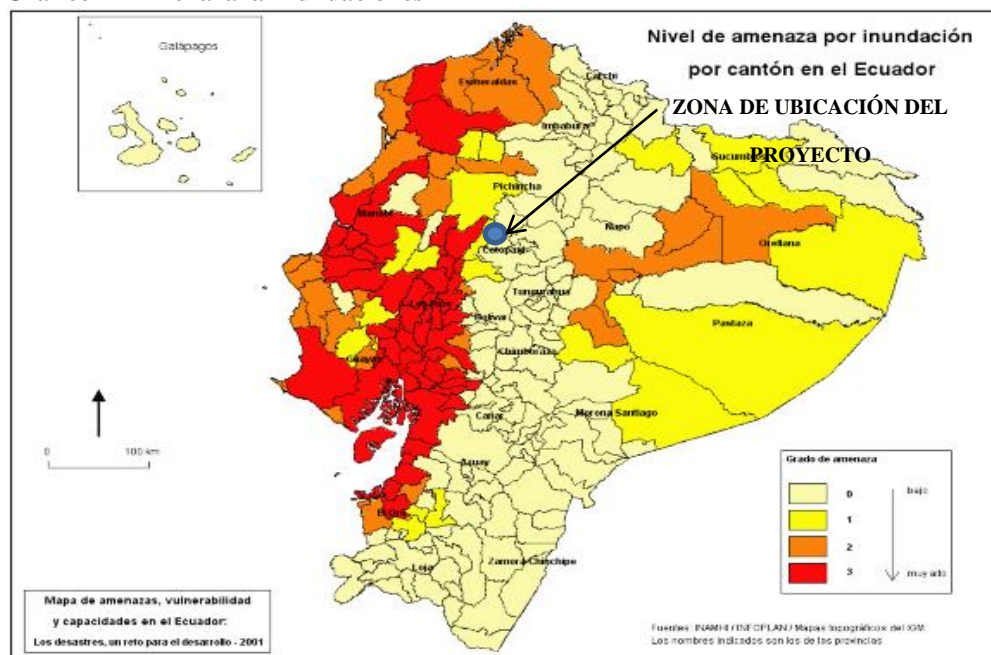 Galápagos
Nivel de amenaza por inundación
por cantón en el Ecuador
ZONA DE UBICACIÓN DEL
PROYECTO
Esmeraldas
Carchi
Imbabura
Sucumbios
Pichincha
Manabí
Napo
Orellana
Cotopaxi
Tungurahua
Los Ríos
Bolívar
Pastaza
Guayas
Chimborazo
Cañar
Morona Santiago
Azuay
El Oro
Loja
Zamora Chinchipe
0 100 km
Grado de amenaza
0 bajo
1
2
3 muy alto
Mapa de amenazas, vulnerabilidad
y capacidades en el Ecuador:
Los desastres, un reto para el desarrollo - 2001
Fuentes: INAMHI / INFOPLAN / Mapas topográficos del IGM
Los nombres indicados son los de las provincias